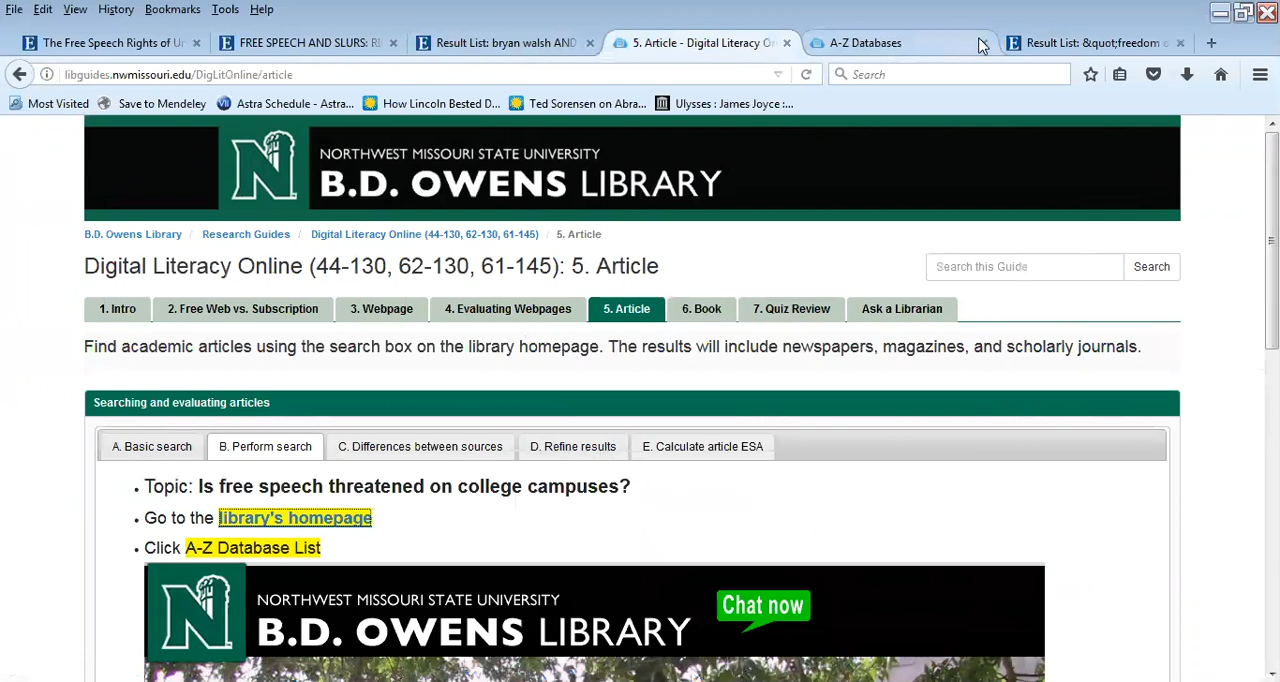 File Edit View History Bookmarks Tools Help
The Free Speech Rights of U
FREE SPEECH AND SLURS: RI
Result List: bryan walsh AND
5. Article - Digital Literacy O
A-Z Databases
Result List: &quot;freedom o
libguides.nwmissouri.edu/DigLitOnline/article
Search
Most Visited
Save to Mendeley
Astra Schedule - Astra...
How Lincoln Bested D...
Ted Sorensen on Abra...
Ulysses : James Joyce :...
N
NORTHWEST MISSOURI STATE UNIVERSITY
B.D. OWENS LIBRARY
B.D. Owens Library / Research Guides / Digital Literacy Online (44-130, 62-130, 61-145) / 5. Article
Digital Literacy Online (44-130, 62-130, 61-145): 5. Article
Search this Guide
Search
1. Intro
2. Free Web vs. Subscription
3. Webpage
4. Evaluating Webpages
5. Article
6. Book
7. Quiz Review
Ask a Librarian
Find academic articles using the search box on the library homepage. The results will include newspapers, magazines, and scholarly journals.
Searching and evaluating articles
A. Basic search
B. Perform search
C. Differences between sources
D. Refine results
E. Calculate article ESA
• Topic: Is free speech threatened on college campuses?
• Go to the library's homepage
• Click A-Z Database List
N
NORTHWEST MISSOURI STATE UNIVERSITY
B.D. OWENS LIBRARY
Chat now